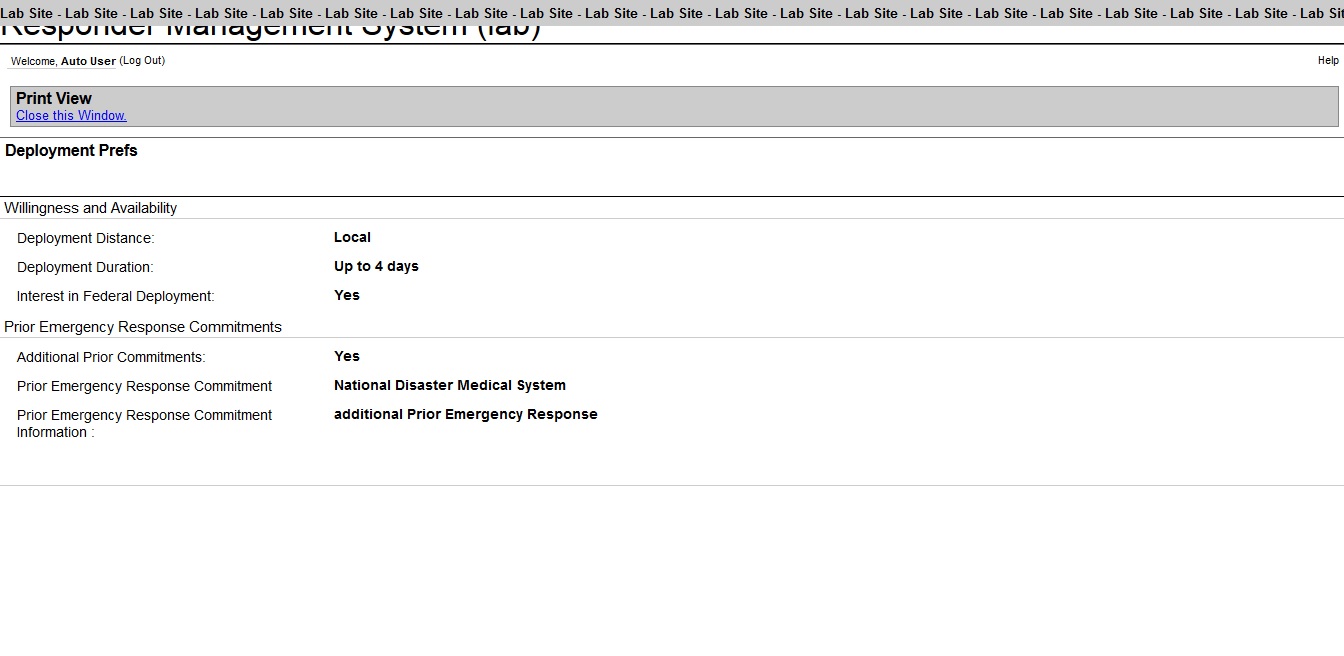 Lab Site - Lab Site - Lab Site - Lab Site - Lab Site - Lab Site - Lab Site - Lab Site - Lab Site - Lab Site - Lab Site - Lab Site - Lab Site - Lab Site - Lab Site - Lab Site - Lab Site - Lab Site - Lab Site - Lab Site - Lab Sit
Responder Management System (lab)
Welcome, Auto User (Log Out) Help
Print View
Close this Window.
Deployment Prefs
Willingness and Availability
Deployment Distance: Local
Deployment Duration: Up to 4 days
Interest in Federal Deployment: Yes
Prior Emergency Response Commitments
Additional Prior Commitments: Yes
Prior Emergency Response Commitment National Disaster Medical System
Prior Emergency Response Commitment additional Prior Emergency Response
Information :